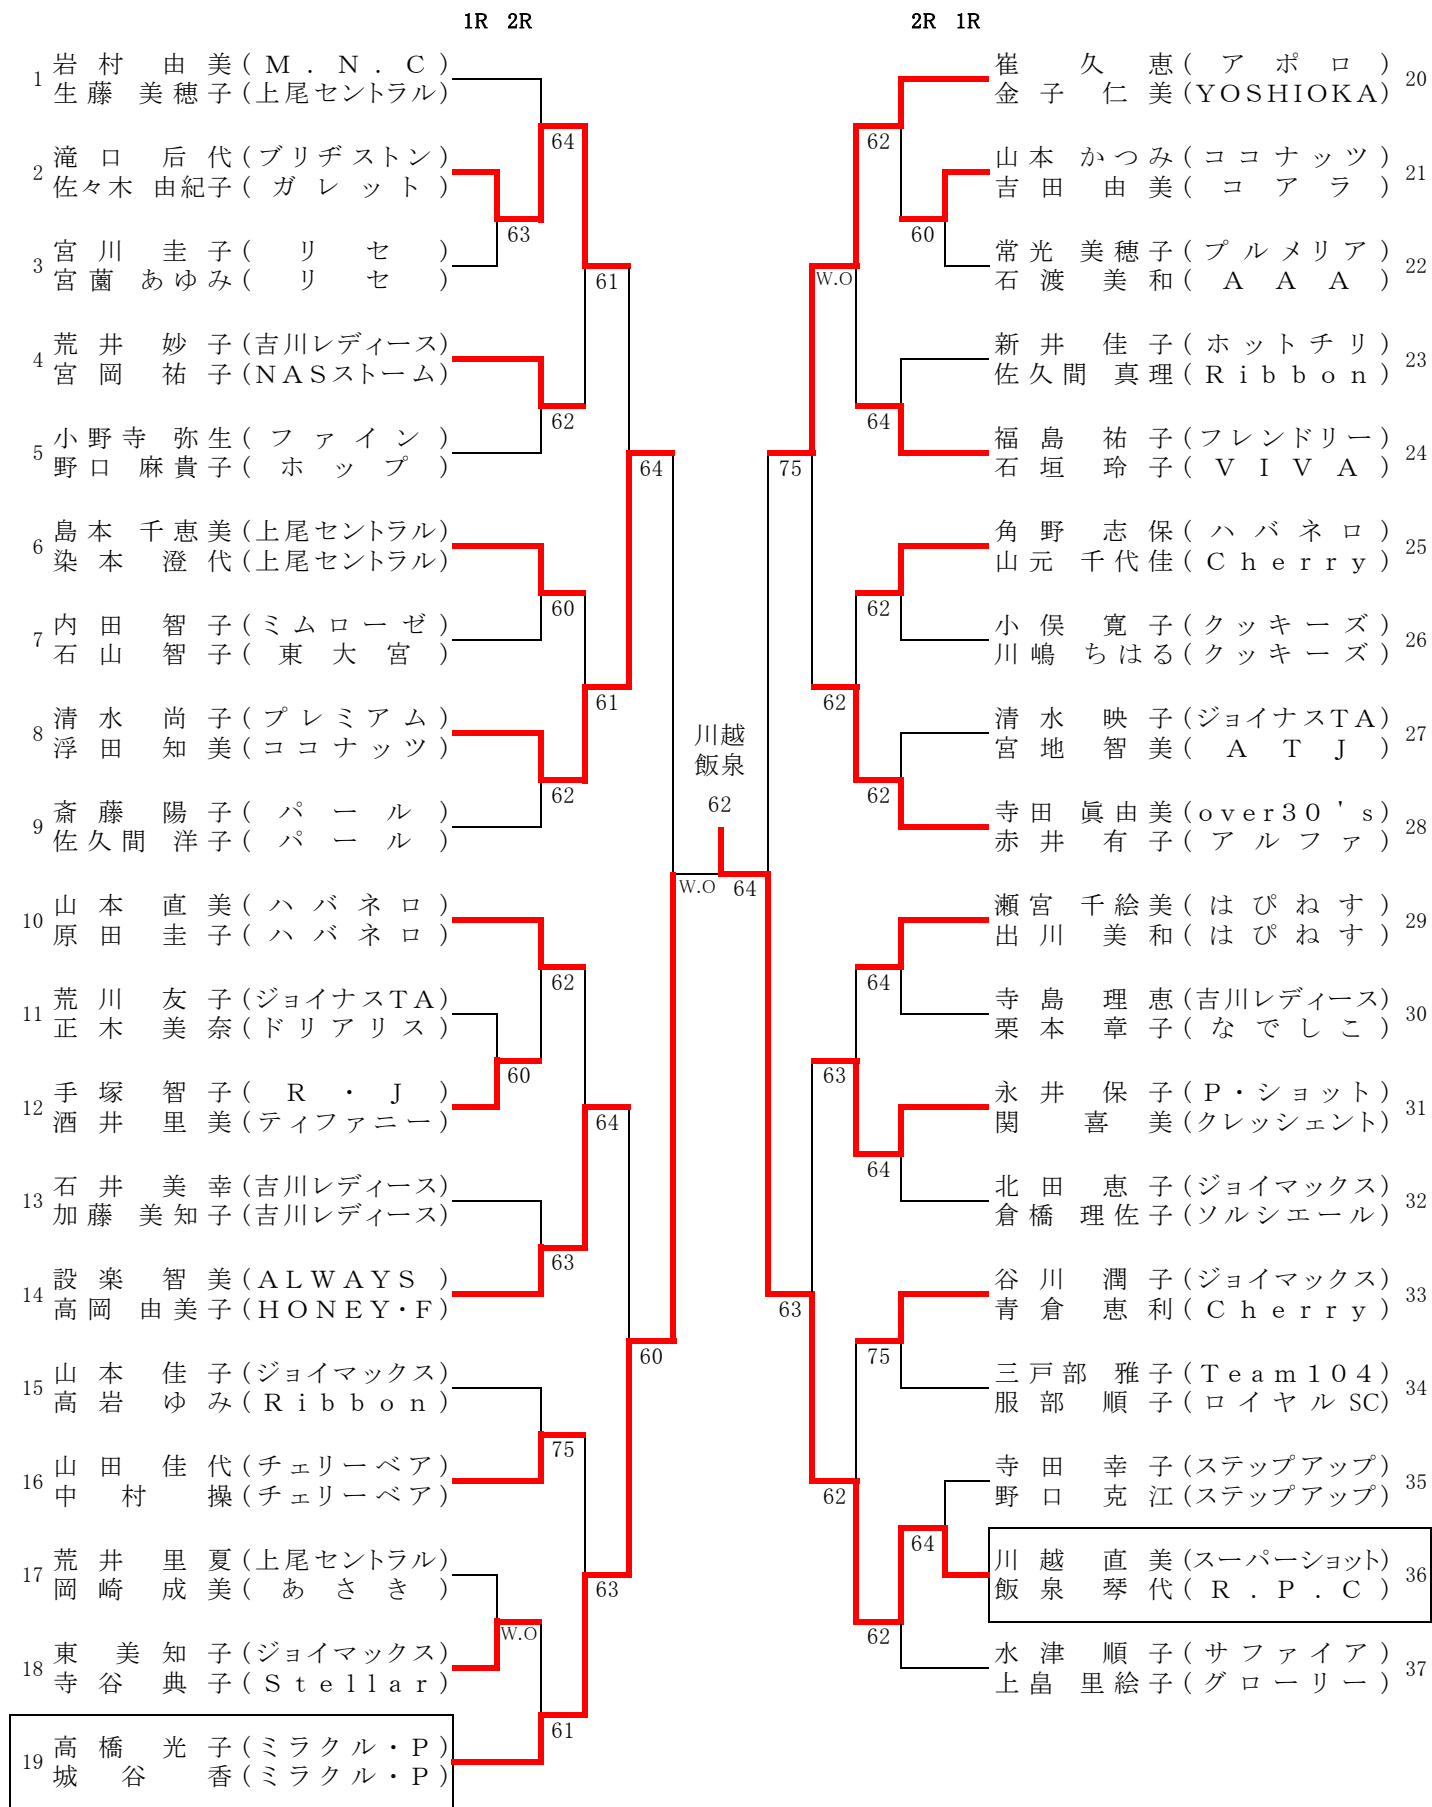 1R 2R
1 岩村 由美(M.N.C)
生藤 美穂子(上尾セントラル)
64
2 滝口 后代(ブリヂストン)
佐々木 由紀子(ガレット)
63
3 宮川 圭子(リセ)
宮薗 あゆみ(リセ)
61
4 荒井 妙子(吉川レディース)
宮岡 祐子(NASストーム)
62
5 小野寺 弥生(ファイン)
野口 麻貴子(ホップ)
64
6 島本 千恵美(上尾セントラル)
染本 澄代(上尾セントラル)
60
7 内田 智子(ミムローゼ)
石山 智子(東大宮)
61
8 清水 尚子(プレミアム)
浮田 知美(ココナッツ)
62
9 斎藤 陽子(パール)
佐久間 洋子(パール)
W.O
10 山本 直美(ハバネロ)
原田 圭子(ハバネロ)
62
11 荒川 友子(ジョイナスTA)
正木 美奈(ドリアリス)
60
12 手塚 智子(R・J)
酒井 里美(ティファニー)
64
13 石井 美幸(吉川レディース)
加藤 美知子(吉川レディース)
63
14 設楽 智美(ALWAYS)
高岡 由美子(HONEY・F)
60
15 山本 佳子(ジョイマックス)
高岩 ゆみ(Ribbon)
75
16 山田 佳代(チェリーベア)
中村 操(チェリーベア)
63
17 荒井 里夏(上尾セントラル)
岡崎 成美(あさき)
W.O
18 東 美知子(ジョイマックス)
寺谷 典子(Stellar)
61
19 高橋 光子(ミラクル・P)
城谷 香(ミラクル・P)
川越
飯泉
62
2R 1R
崔 久恵(アポロ) 20
金子 仁美(YOSHIOKA)
62
山本 かつみ(ココナッツ) 21
吉田 由美(コアラ)
60
常光 美穂子(プルメリア) 22
石渡 美和(AAA)
W.O
新井 佳子(ホットチリ) 23
佐久間 真理(Ribbon)
64
福島 祐子(フレンドリー) 24
石垣 玲子(VIVA)
75
角野 志保(ハバネロ) 25
山元 千代佳(Cherry)
62
小俣 寛子(クッキーズ) 26
川嶋 ちはる(クッキーズ)
62
清水 映子(ジョイナスTA) 27
宮地 智美(ATJ)
62
寺田 眞由美(over30's) 28
赤井 有子(アルファ)
64
瀬宮 千絵美(はぴねす) 29
出川 美和(はぴねす)
64
寺島 理恵(吉川レディース) 30
栗本 章子(なでしこ)
63
永井 保子(P・ショット) 31
関 喜美(クレッシェント)
64
北田 恵子(ジョイマックス) 32
倉橋 理佐子(ソルシエール)
63
谷川 潤子(ジョイマックス) 33
青倉 恵利(Cherry)
75
三戸部 雅子(Team104) 34
服部 順子(ロイヤルSC)
62
寺田 幸子(ステップアップ) 35
野口 克江(ステップアップ)
64
川越 直美(スーパーショット) 36
飯泉 琴代(R.P.C)
62
水津 順子(サファイア) 37
上畠 里絵子(グローリー)